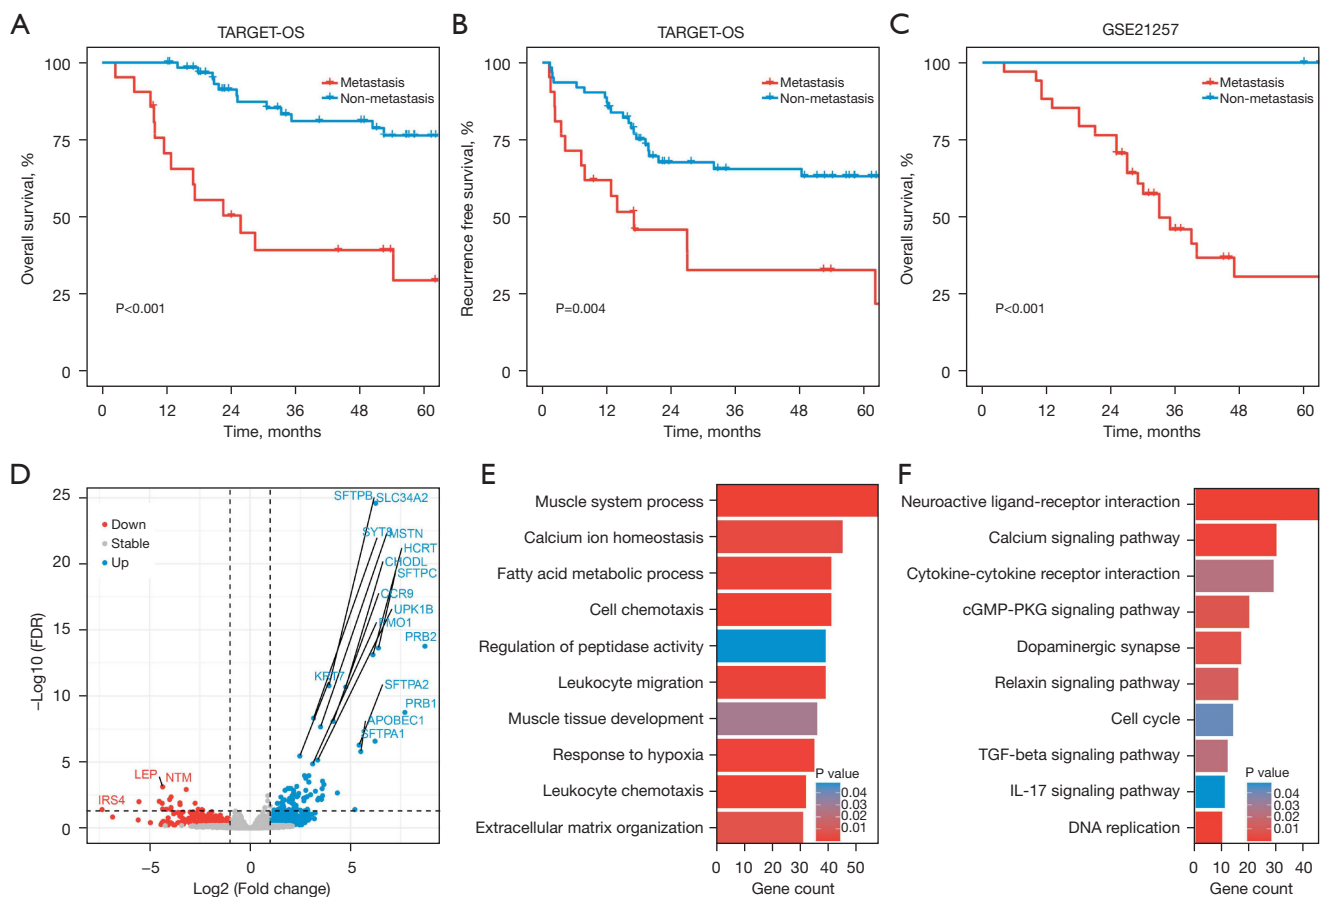 A
TARGET-OS
Overall survival, %
100
75
50
25
0
Metastasis
Non-metastasis
P<0.001
0 12 24 36 48 60
Time, months
B
TARGET-OS
Recurrence free survival, %
100
75
50
25
0
Metastasis
Non-metastasis
P=0.004
0 12 24 36 48 60
Time, months
C
GSE21257
Overall survival, %
100
75
50
25
0
Metastasis
Non-metastasis
P<0.001
0 12 24 36 48 60
Time, months
D
−Log10 (FDR)
25
20
15
10
5
0
Down
Stable
Up
SFTPB SLC34A2
MSTN
HCRT
CHODL
SFTPC
CCR9
UPK1B
PMO1
PRB2
KRT7
SFTPA2
PRB1
APOBEC1
SFTPA1
LEP NTM
IRS4
−5 0 5
Log2 (Fold change)
E
Muscle system process
Calcium ion homeostasis
Fatty acid metabolic process
Cell chemotaxis
Regulation of peptidase activity
Leukocyte migration
Muscle tissue development
Response to hypoxia
Leukocyte chemotaxis
Extracellular matrix organization
P value
0.04
0.03
0.02
0.01
0 10 20 30 40 50
Gene count
F
Neuroactive ligand-receptor interaction
Calcium signaling pathway
Cytokine-cytokine receptor interaction
cGMP-PKG signaling pathway
Dopaminergic synapse
Relaxin signaling pathway
Cell cycle
TGF-beta signaling pathway
IL-17 signaling pathway
DNA replication
P value
0.04
0.03
0.02
0.01
0 10 20 30 40
Gene count